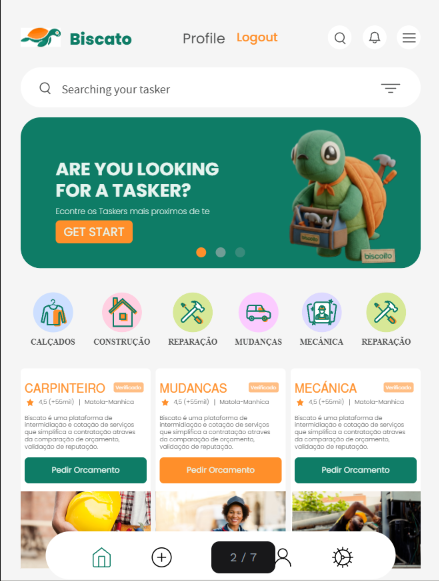 Biscato
Profile
Logout
Searching your tasker
ARE YOU LOOKING
FOR A TASKER?
Econtre os Taskers mais proximos de te
GET START
biscoito
CALÇADOS
CONSTRUÇÃO
REPARAÇÃO
MUDANÇAS
MECÂNICA
REPARAÇÃO
CARPINTEIRO
Verificado
4,5 (+55mil) | Matola-Manhica
Biscato é uma plataforma de
intermidiação e cotação de serviços
que simplifica a contratação atraves
da comparação de orçamento,
validação de reputação.
Pedir Orcamento
MUDANCAS
Verificado
4,5 (+55mil) | Matola-Manhica
Biscato é uma plataforma de
intermidiação e cotação de serviços
que simplifica a contratação atraves
da comparação de orçamento,
validação de reputação.
Pedir Orcamento
MECÁNICA
Verificado
4,5 (+55mil) | Matola-Manhica
Biscato é uma plataforma de
intermidiação e cotação de serviços
que simplifica a contratação atraves
da comparação de orçamento,
validação de reputação.
Pedir Orcamento
2 / 7